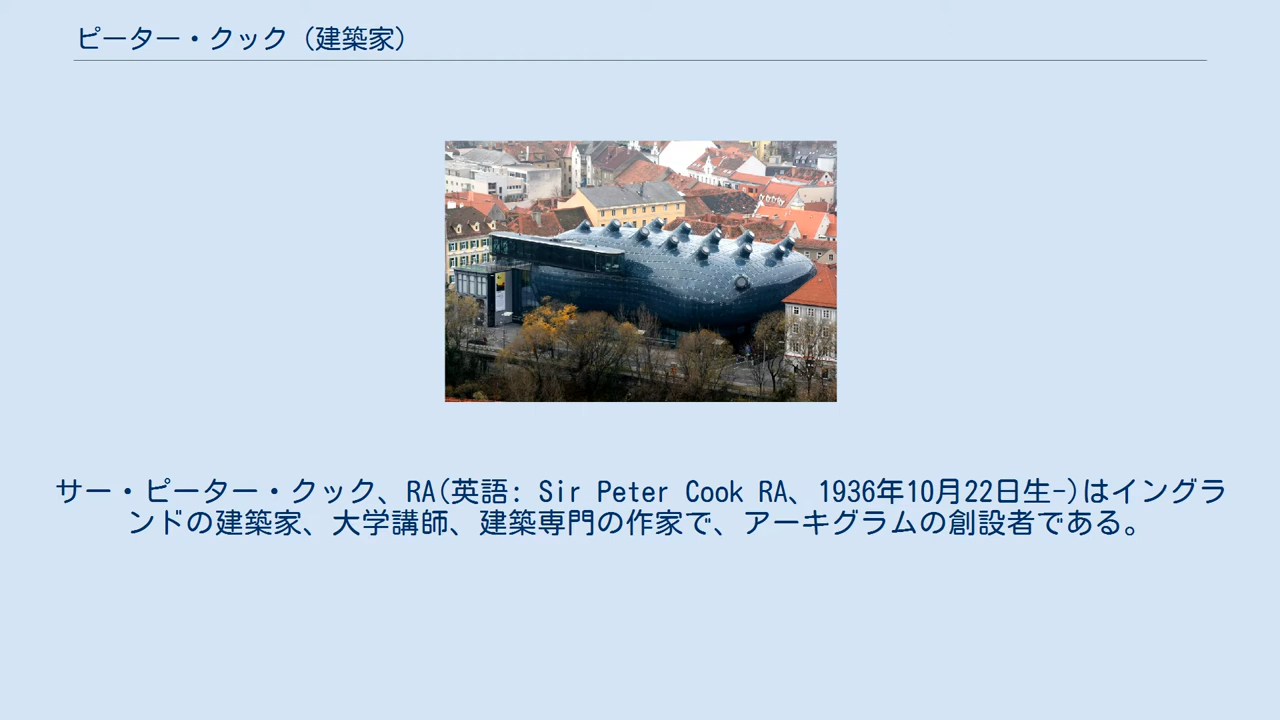 ピーター・クック（建築家）
サー・ピーター・クック、RA(英語: Sir Peter Cook RA、1936年10月22日生-)はイングラ
ンドの建築家、大学講師、建築専門の作家で、アーキグラムの創設者である。